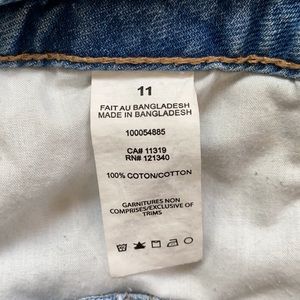 11
FAIT AU BANGLADESH
MADE IN BANGLADESH
100054885
CA# 11319
RN# 121340
100% COTON/COTTON
GARNITURES NON
COMPRISES/EXCLUSIVE OF
TRIMS